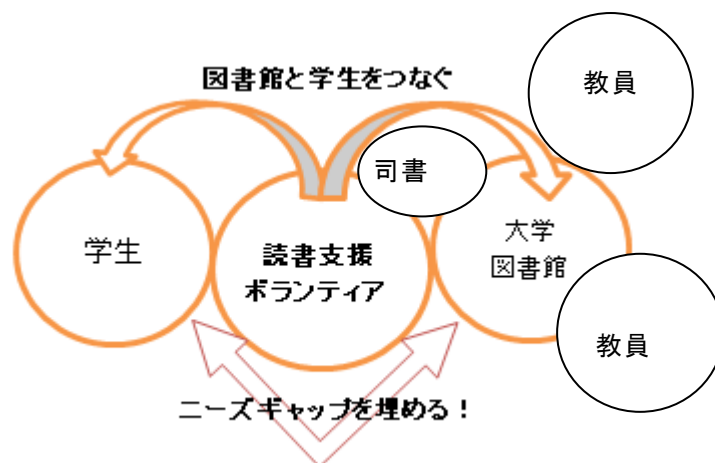 図書館と学生をつなぐ
教員
司書
学生
読書支援
ボランティア
大学
図書館
教員
ニーズギャップを埋める！